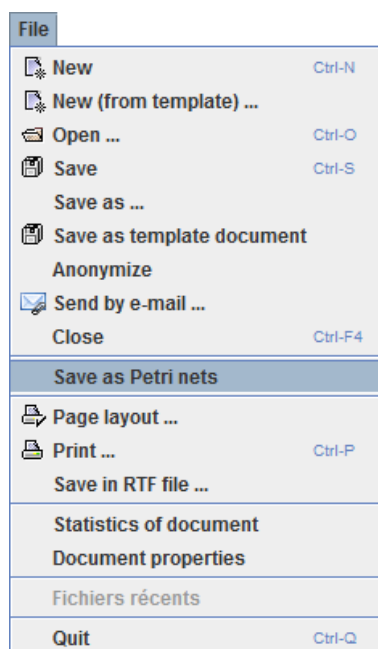 File
New Ctrl-N
New (from template) ...
Open ... Ctrl-O
Save Ctrl-S
Save as ...
Save as template document
Anonymize
Send by e-mail ...
Close Ctrl-F4
Save as Petri nets
Page layout ...
Print ... Ctrl-P
Save in RTF file ...
Statistics of document
Document properties
Fichiers récents
Quit Ctrl-Q